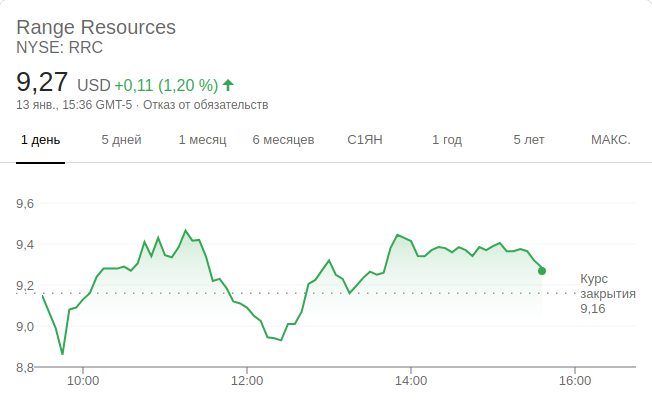 Range Resources
NYSE: RRC
9,27 USD +0,11 (1,20 %)
13 янв., 15:36 GMT-5 · Отказ от обязательств
1 день 5 дней 1 месяц 6 месяцев С1ЯН 1 год 5 лет МАКС.
9,6
9,4
9,2
Курс
закрытия
9,16
9,0
8,8
10:00 12:00 14:00 16:00